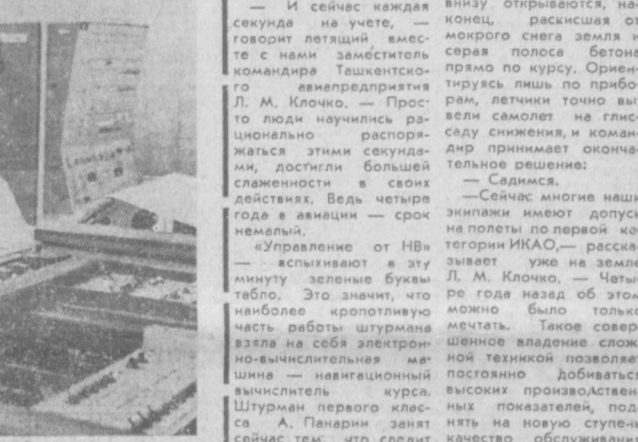 — И сейчас каждая
секунда на учете, —
говорит летящий вмес-
те с нами заместитель
командира Ташкентско-
го авиапредприятия
Л. М. Клочко. — Прос-
то люди научились ра-
ционально распоря-
жаться этими секунда-
ми, достигли большей
слаженности в своих
действиях. Ведь четыре
года в авиации — срок
немалый.
«Управление от НВ»
— вспыхивают в эту
минуту зеленые буквы
табло. Это значит, что
наиболее кропотливую
часть работы штурмана
взяла на себя электрон-
но-вычислительная ма-
шина — навигационный
вычислитель курса.
Штурман первого клас-
са А. Панарин занят
сейчас тем, что следит
внизу открываются, на-
конец, раскисшая от
мокрого снега земля и
серая полоса бетона
прямо по курсу. Ориен-
тируясь лишь по прибо-
рам, летчики точно вы-
вели самолет на глис-
саду снижения, и коман-
дир принимает оконча-
тельное решение:
— Садимся.
—Сейчас многие наши
экипажи имеют допуск
на полеты по первой ка-
тегории ИКАО,— расска-
зывает уже на земле
Л. М. Клочко. — Четы-
ре года назад об этом
можно было только
мечтать. Такое совер-
шенное владение слож-
ной техникой позволяет
постоянно добиваться
высоких производствен-
ных показателей, под-
нять на новую ступень
качество обслуживани